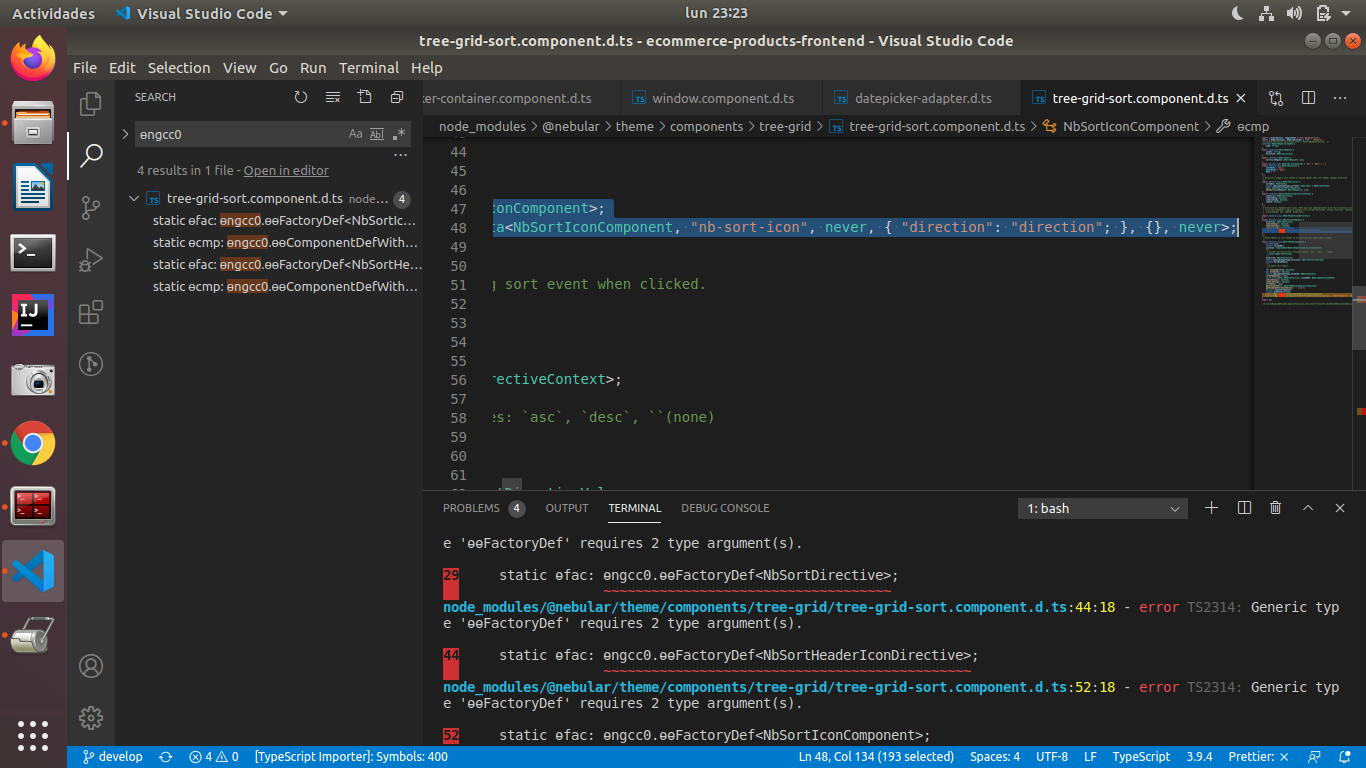 Actividades
Visual Studio Code
lun 23:23
tree-grid-sort.component.d.ts - ecommerce-products-frontend - Visual Studio Code
File Edit Selection View Go Run Terminal Help
SEARCH
ker-container.component.d.ts
TS window.component.d.ts
TS datepicker-adapter.d.ts
TS tree-grid-sort.component.d.ts
ɵngcc0
Aa Abl .*
node_modules > @nebular > theme > components > tree-grid > TS tree-grid-sort.component.d.ts > NbSortIconComponent > ɵcmp
4 results in 1 file - Open in editor
TS tree-grid-sort.component.d.ts node... 4
static ɵfac: ɵngcc0.ɵɵFactoryDef<NbSortIc...
static ɵcmp: ɵngcc0.ɵɵComponentDefWith...
static ɵfac: ɵngcc0.ɵɵFactoryDef<NbSortHe...
static ɵcmp: ɵngcc0.ɵɵComponentDefWith...
44
45
46
47 conComponent>;
48 ta<NbSortIconComponent, "nb-sort-icon", never, { "direction": "direction"; }, {}, never>;
49
50
51 g sort event when clicked.
52
53
54
55
56 rectiveContext>;
57
58 es: `asc`, `desc`, ``(none)
59
60
61
PROBLEMS 4 OUTPUT TERMINAL DEBUG CONSOLE
1: bash
e 'ɵɵFactoryDef' requires 2 type argument(s).
29 static ɵfac: ɵngcc0.ɵɵFactoryDef<NbSortDirective>;
~~~~~~~~~~~~~~~~~~~~~~~~~~~~~~~~~~~~
node_modules/@nebular/theme/components/tree-grid/tree-grid-sort.component.d.ts:44:18 - error TS2314: Generic typ
e 'ɵɵFactoryDef' requires 2 type argument(s).
44 static ɵfac: ɵngcc0.ɵɵFactoryDef<NbSortHeaderIconDirective>;
~~~~~~~~~~~~~~~~~~~~~~~~~~~~~~~~~~~~~~~~~~~~~~
node_modules/@nebular/theme/components/tree-grid/tree-grid-sort.component.d.ts:52:18 - error TS2314: Generic typ
e 'ɵɵFactoryDef' requires 2 type argument(s).
52 static ɵfac: ɵngcc0.ɵɵFactoryDef<NbSortIconComponent>;
develop 4 0 [TypeScript Importer]: Symbols: 400
Ln 48, Col 134 (193 selected) Spaces: 4 UTF-8 LF TypeScript 3.9.4 Prettier: ×